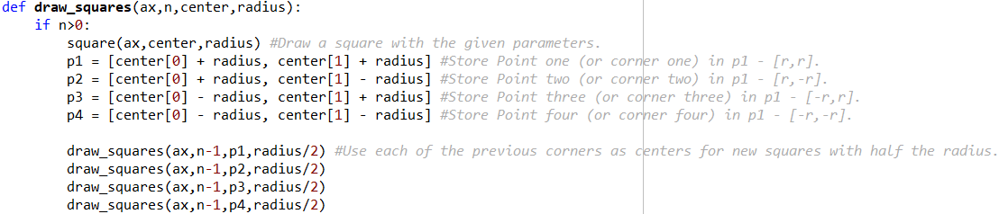 def draw_squares(ax,n,center,radius):
    if n>0:
        square(ax,center,radius) #Draw a square with the given parameters.
        p1 = [center[0] + radius, center[1] + radius] #Store Point one (or corner one) in p1 - [r,r].
        p2 = [center[0] + radius, center[1] - radius] #Store Point two (or corner two) in p1 - [r,-r].
        p3 = [center[0] - radius, center[1] + radius] #Store Point three (or corner three) in p1 - [-r,r].
        p4 = [center[0] - radius, center[1] - radius] #Store Point four (or corner four) in p1 - [-r,-r].

        draw_squares(ax,n-1,p1,radius/2) #Use each of the previous corners as centers for new squares with half the radius.
        draw_squares(ax,n-1,p2,radius/2)
        draw_squares(ax,n-1,p3,radius/2)
        draw_squares(ax,n-1,p4,radius/2)